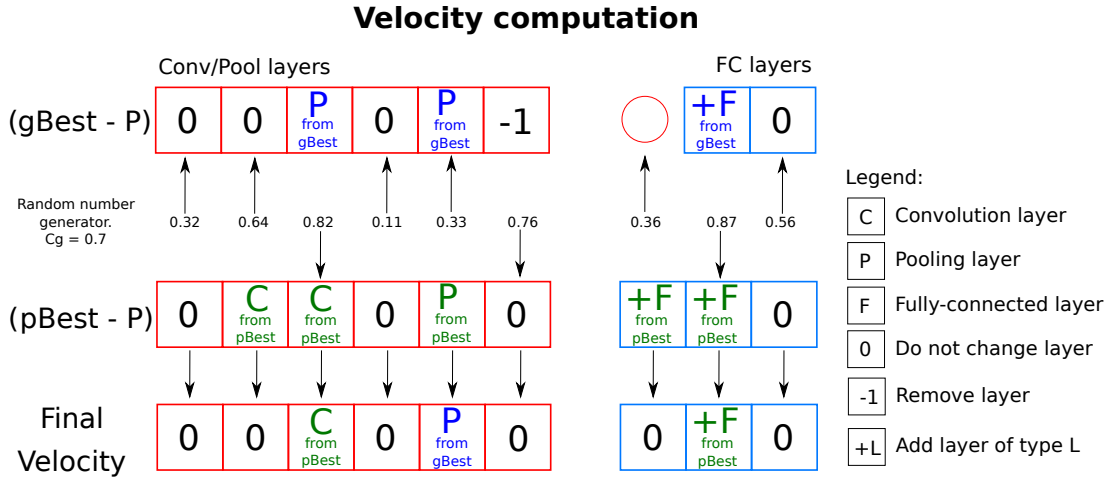 Velocity computation
Conv/Pool layers
FC layers
(gBest - P)
0 0 P from gBest 0 P from gBest -1
+F from gBest 0
Random number
generator.
Cg = 0.7
0.32 0.64 0.82 0.11 0.33 0.76
0.36 0.87 0.56
(pBest - P)
0 C from pBest C from pBest 0 P from pBest 0
+F from pBest +F from pBest 0
Final
Velocity
0 0 C from pBest 0 P from gBest 0
0 +F from pBest 0
Legend:
C Convolution layer
P Pooling layer
F Fully-connected layer
0 Do not change layer
-1 Remove layer
+L Add layer of type L